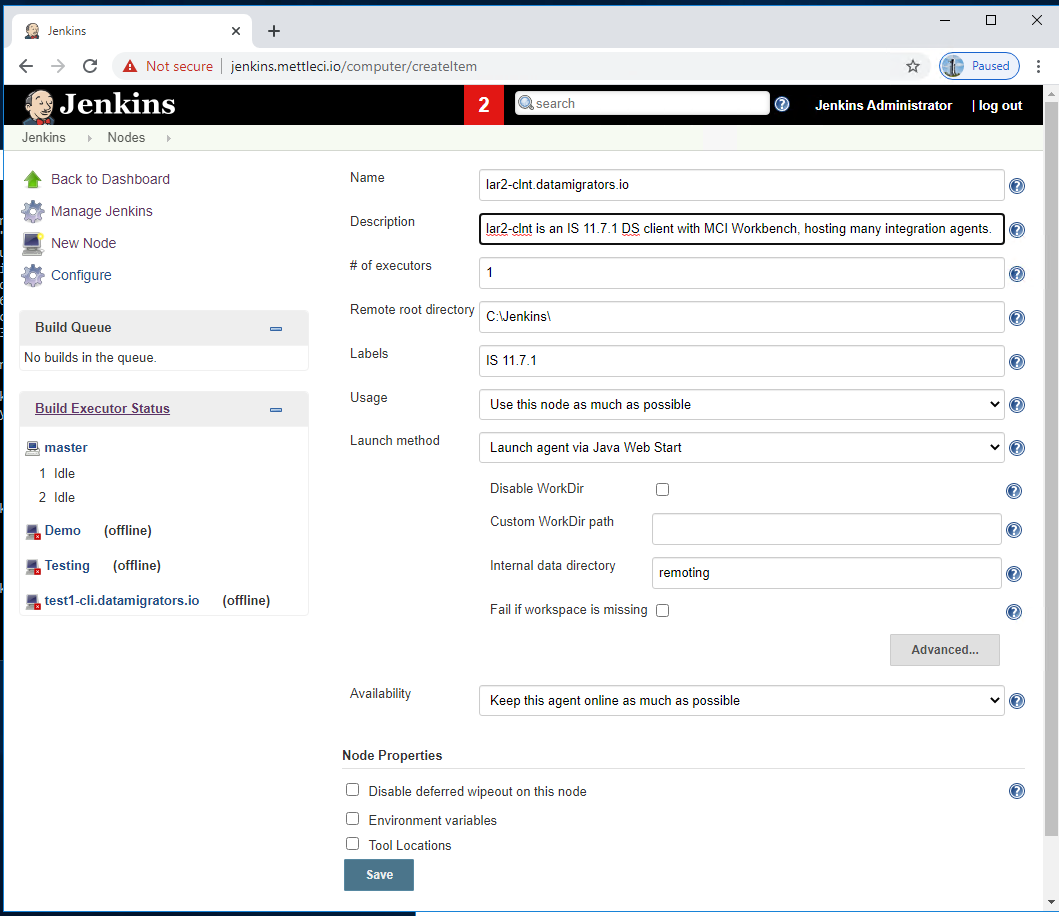 Jenkins
Not secure | jenkins.mettleci.io/computer/createItem
Paused
Jenkins
2
search
Jenkins Administrator
| log out
Jenkins
Nodes
Back to Dashboard
Manage Jenkins
New Node
Configure
Build Queue
No builds in the queue.
Build Executor Status
master
1 Idle
2 Idle
Demo (offline)
Testing (offline)
test1-cli.datamigrators.io (offline)
Name
lar2-clnt.datamigrators.io
Description
lar2-clnt is an IS 11.7.1 DS client with MCI Workbench, hosting many integration agents.
# of executors
1
Remote root directory
C:\Jenkins\
Labels
IS 11.7.1
Usage
Use this node as much as possible
Launch method
Launch agent via Java Web Start
Disable WorkDir
Custom WorkDir path
Internal data directory
remoting
Fail if workspace is missing
Advanced...
Availability
Keep this agent online as much as possible
Node Properties
Disable deferred wipeout on this node
Environment variables
Tool Locations
Save